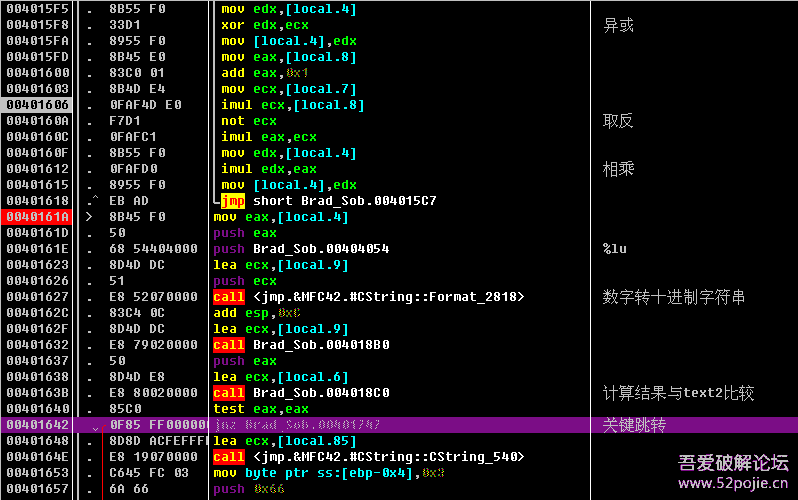 004015F5 . 8B55 F0 mov edx,[local.4]
004015F8 . 33D1 xor edx,ecx 异或
004015FA . 8955 F0 mov [local.4],edx
004015FD . 8B45 E0 mov eax,[local.8]
00401600 . 83C0 01 add eax,0x1
00401603 . 8B4D E4 mov ecx,[local.7]
00401606 . 0FAF4D E0 imul ecx,[local.8]
0040160A . F7D1 not ecx 取反
0040160C . 0FAFC1 imul eax,ecx
0040160F . 8B55 F0 mov edx,[local.4]
00401612 . 0FAFD0 imul edx,eax 相乘
00401615 . 8955 F0 mov [local.4],edx
00401618 .^ EB AD jmp short Brad_Sob.004015C7
0040161A > 8B45 F0 mov eax,[local.4]
0040161D . 50 push eax
0040161E . 68 54404000 push Brad_Sob.00404054 %lu
00401623 . 8D4D DC lea ecx,[local.9]
00401626 . 51 push ecx
00401627 . E8 52070000 call <jmp.&MFC42.#CString::Format_2818> 数字转十进制字符串
0040162C . 83C4 0C add esp,0xC
0040162F . 8D4D DC lea ecx,[local.9]
00401632 . E8 79020000 call Brad_Sob.004018B0
00401637 . 50 push eax
00401638 . 8D4D E8 lea ecx,[local.6]
0040163B . E8 80020000 call Brad_Sob.004018C0 计算结果与text2比较
00401640 . 85C0 test eax,eax
00401642 . 0F85 FF000000 jnz Brad_Sob.00401747 关键跳转
00401648 . 8D8D ACFEFFFF lea ecx,[local.85]
0040164E . E8 19070000 call <jmp.&MFC42.#CString::CString_540>
00401653 . C645 FC 03 mov byte ptr ss:[ebp-0x4],0x3
00401657 . 6A 66 push 0x66
吾爱破解论坛
www.52pojie.cn